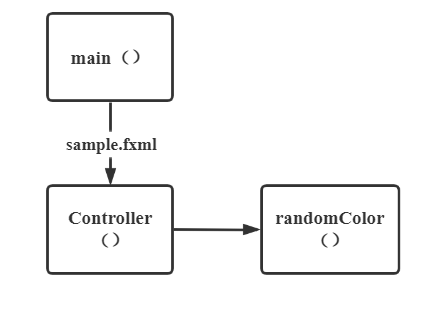 main（）
sample.fxml
Controller
（）
randomColor
（）